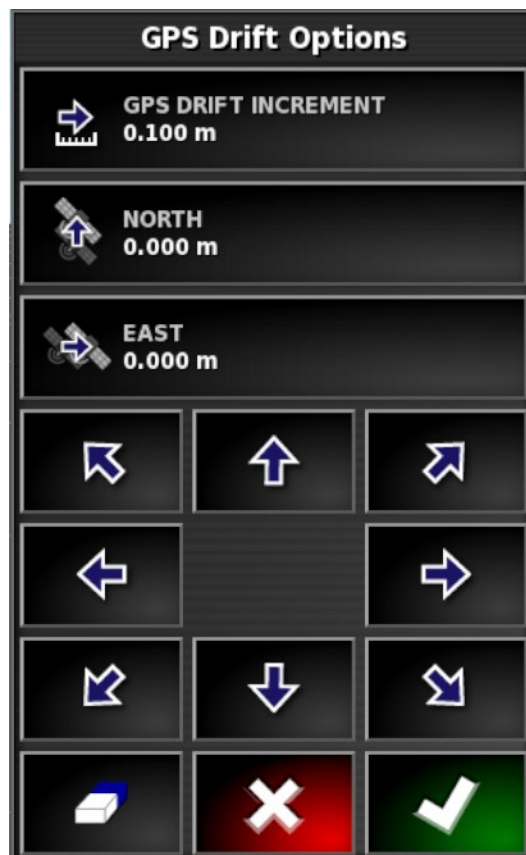 GPS Drift Options
GPS DRIFT INCREMENT
0.100 m
NORTH
0.000 m
EAST
0.000 m